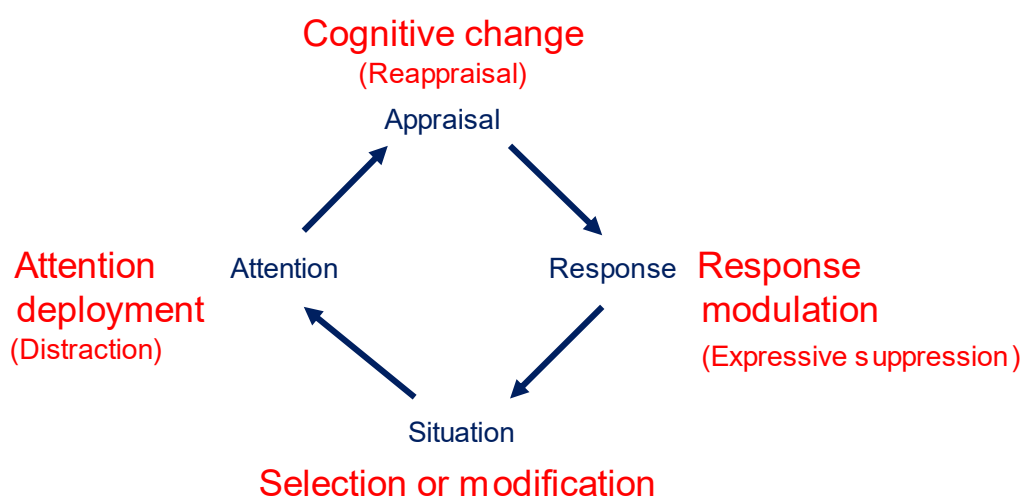 Cognitive change
(Reappraisal)
Appraisal
Attention
deployment
(Distraction)
Attention
Response
Response
modulation
(Expressive suppression)
Situation
Selection or modification